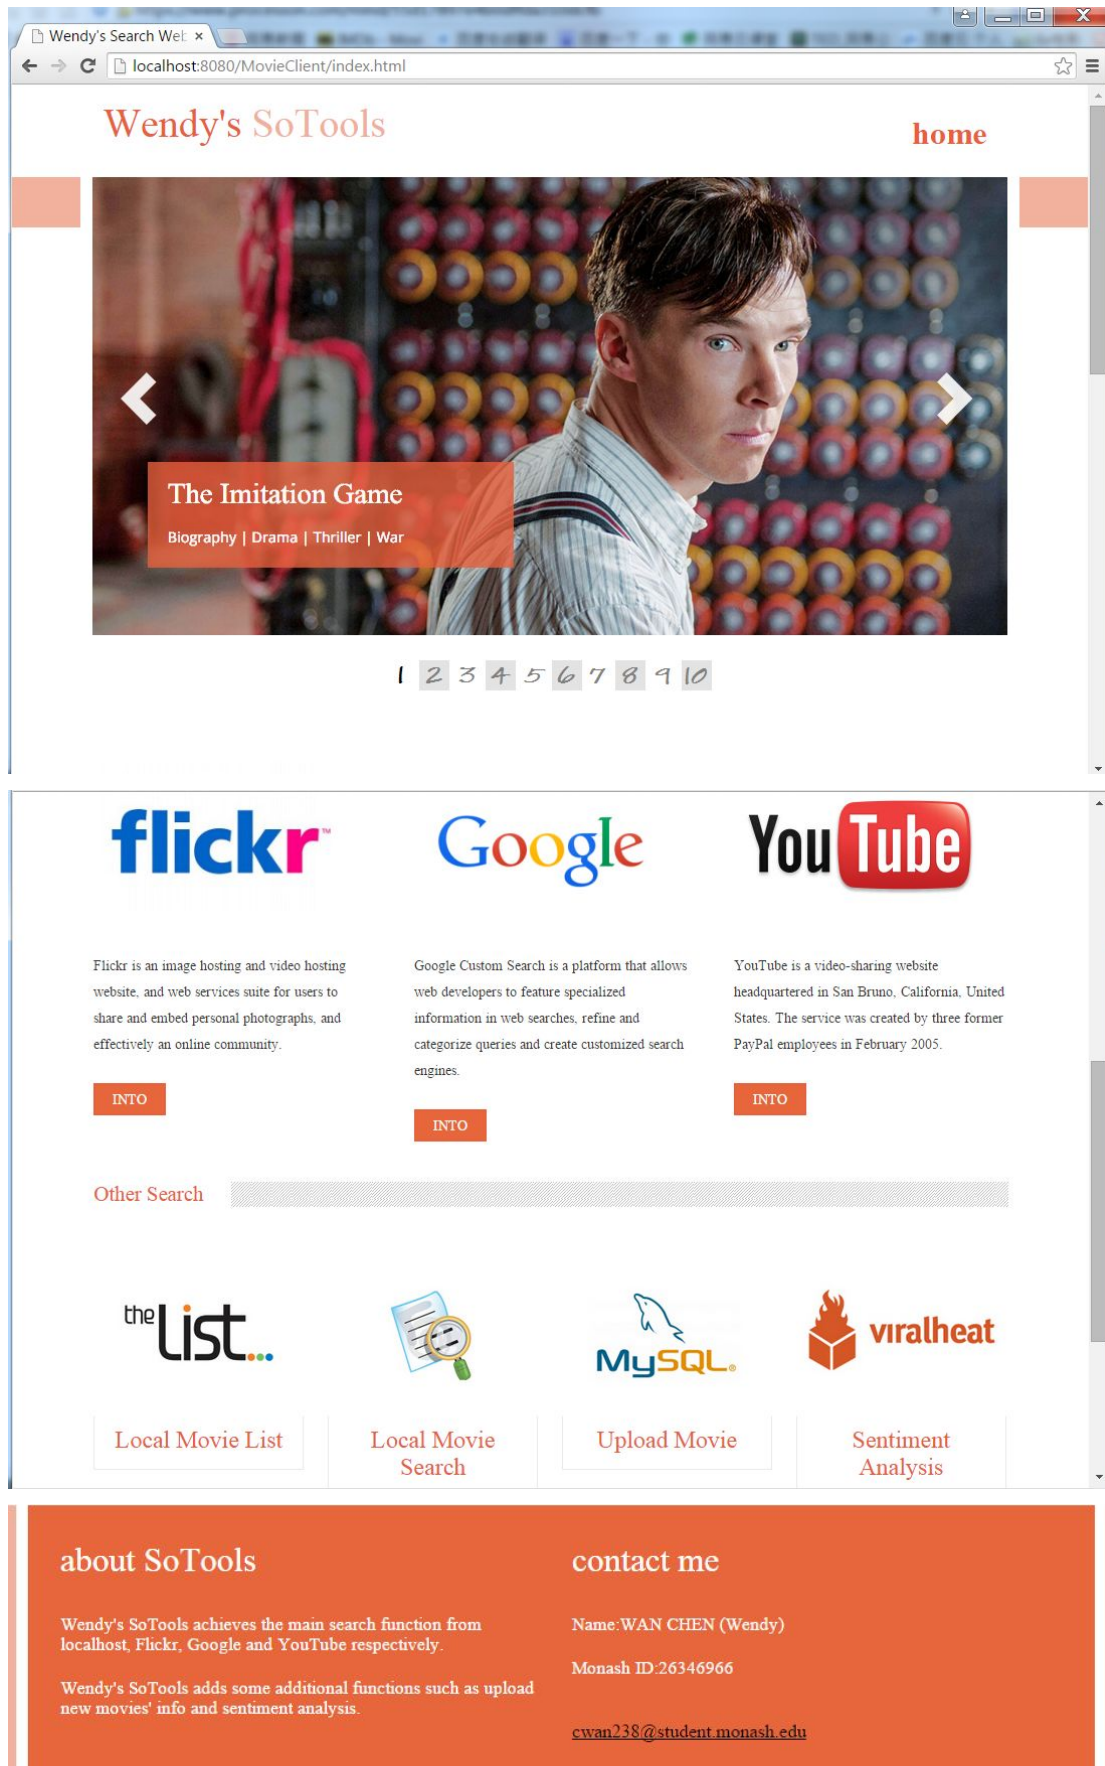 Wendy's Search Web
localhost:8080/MovieClient/index.html
Wendy's SoTools
home
The Imitation Game
Biography | Drama | Thriller | War
1 2 3 4 5 6 7 8 9 10
flickr™
Google
YouTube
Flickr is an image hosting and video hosting
website, and web services suite for users to
share and embed personal photographs, and
effectively an online community.
INTO
Google Custom Search is a platform that allows
web developers to feature specialized
information in web searches, refine and
categorize queries and create customized search
engines.
INTO
YouTube is a video-sharing website
headquartered in San Bruno, California, United
States. The service was created by three former
PayPal employees in February 2005.
INTO
Other Search
the List...
MySQL®
viralheat
Local Movie List
Local Movie
Search
Upload Movie
Sentiment
Analysis
about SoTools
Wendy's SoTools achieves the main search function from
localhost, Flickr, Google and YouTube respectively.
Wendy's SoTools adds some additional functions such as upload
new movies' info and sentiment analysis.
contact me
Name:WAN CHEN (Wendy)
Monash ID:26346966
cwan238@student.monash.edu